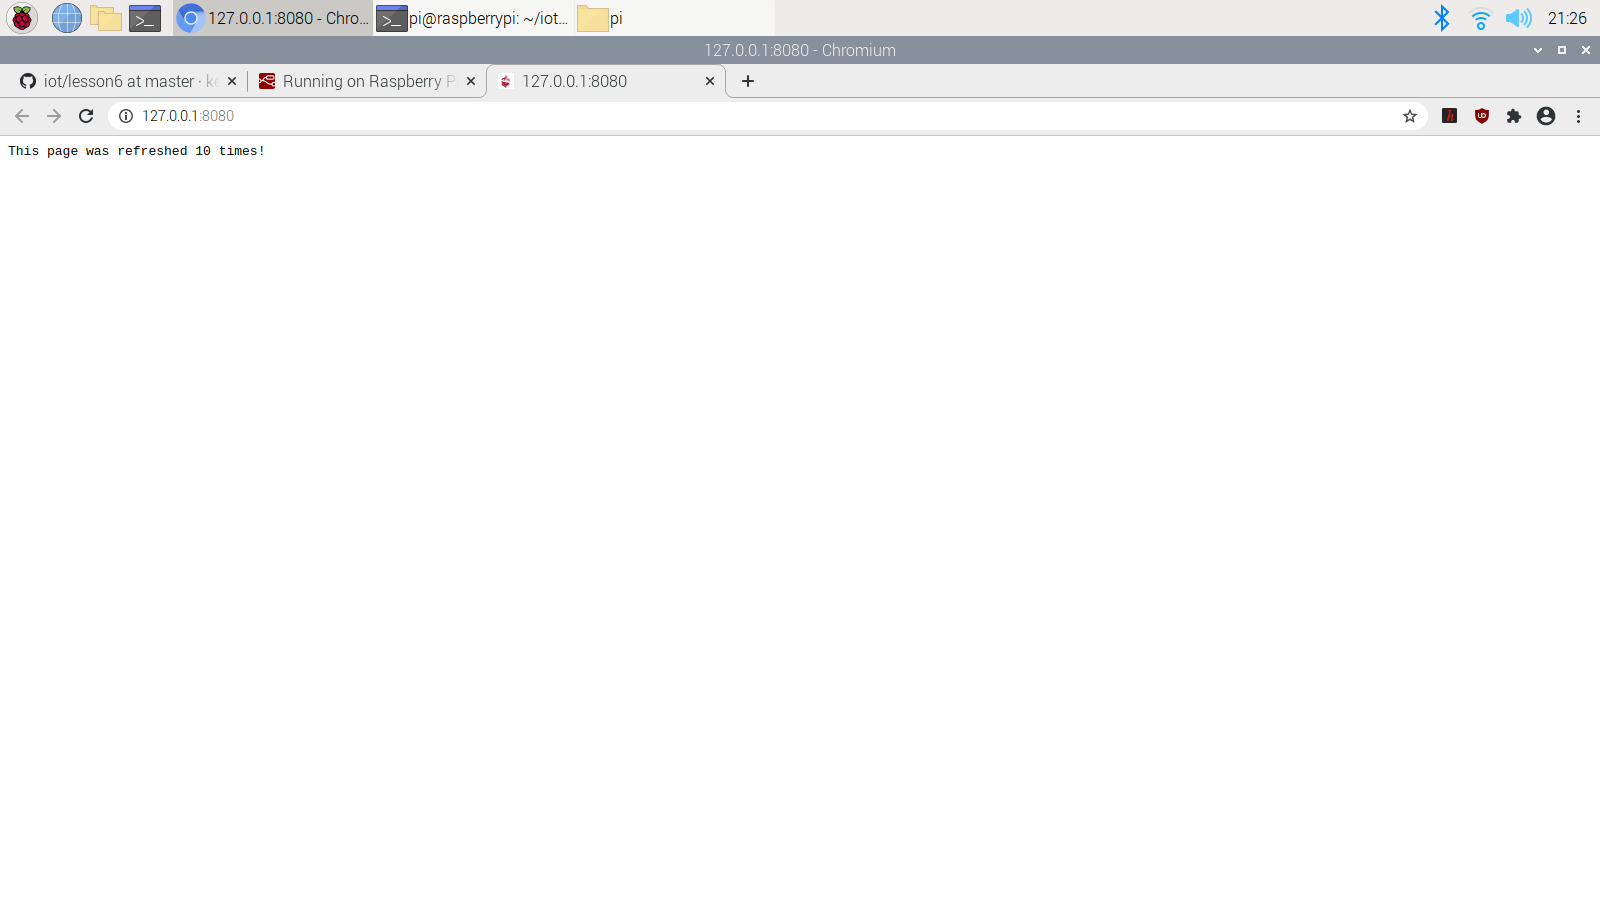 127.0.0.1:8080 - Chro... pi@raspberrypi: ~/iot... pi 21:26
127.0.0.1:8080 - Chromium
iot/lesson6 at master · ke Running on Raspberry P 127.0.0.1:8080
127.0.0.1:8080
This page was refreshed 10 times!